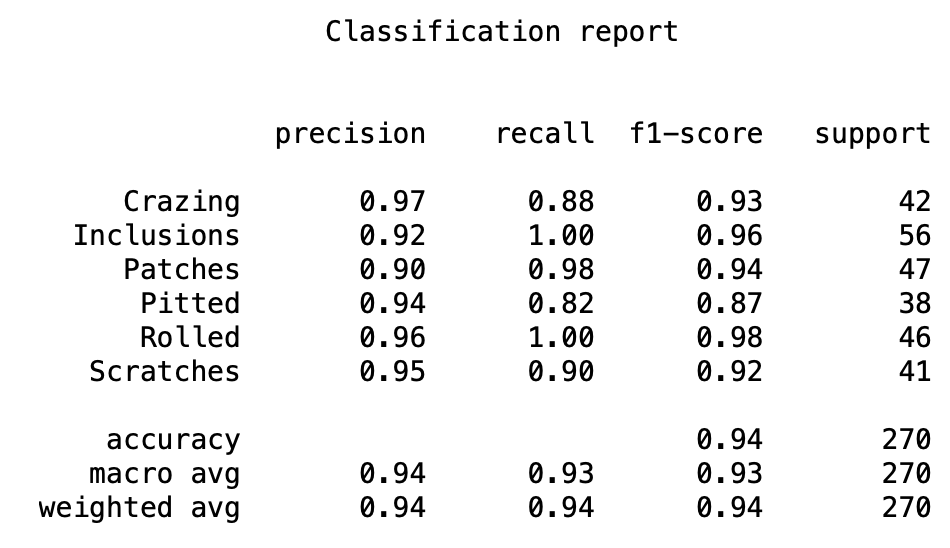 Classification report
precision recall f1-score support
Crazing 0.97 0.88 0.93 42
Inclusions 0.92 1.00 0.96 56
Patches 0.90 0.98 0.94 47
Pitted 0.94 0.82 0.87 38
Rolled 0.96 1.00 0.98 46
Scratches 0.95 0.90 0.92 41
accuracy 0.94 270
macro avg 0.94 0.93 0.93 270
weighted avg 0.94 0.94 0.94 270